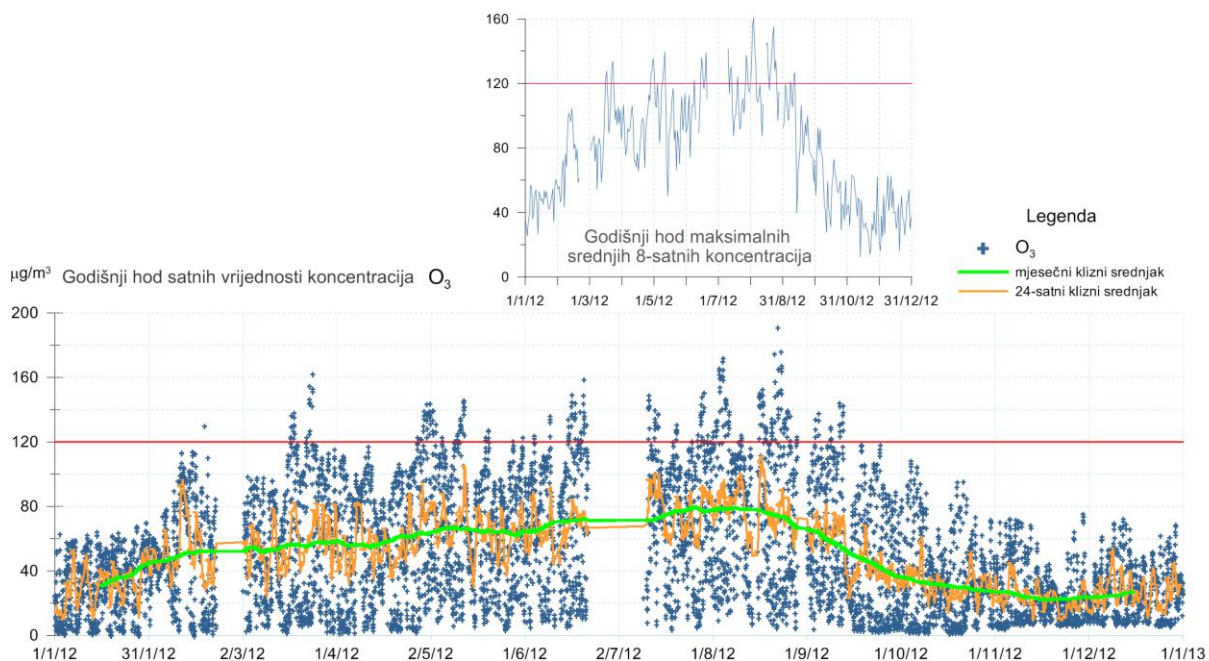 160
120
80
40
0
Godišnji hod maksimalnih
srednjih 8-satnih koncentracija
1/1/12 1/3/12 1/5/12 1/7/12 31/8/12 31/10/12 31/12/12
Legenda
O₃
mjesečni klizni srednjak
24-satni klizni srednjak
µg/m³ Godišnji hod satnih vrijednosti koncentracija O₃
200
160
120
80
40
0
1/1/12 31/1/12 2/3/12 1/4/12 2/5/12 1/6/12 2/7/12 1/8/12 1/9/12 1/10/12 1/11/12 1/12/12 1/1/13